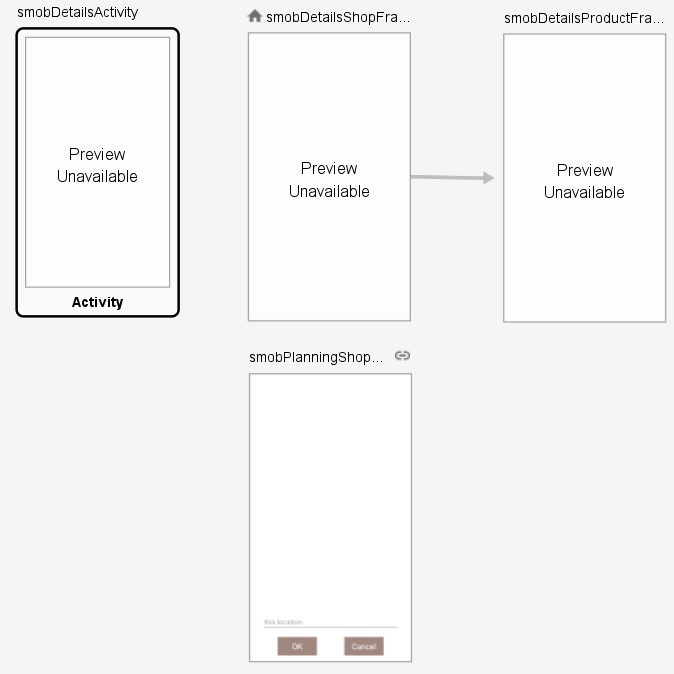 smobDetailsActivity
smobDetailsShopFra...
smobDetailsProductFra...
Preview
Unavailable
Activity
Preview
Unavailable
Preview
Unavailable
smobPlanningShop...
this location
OK
Cancel